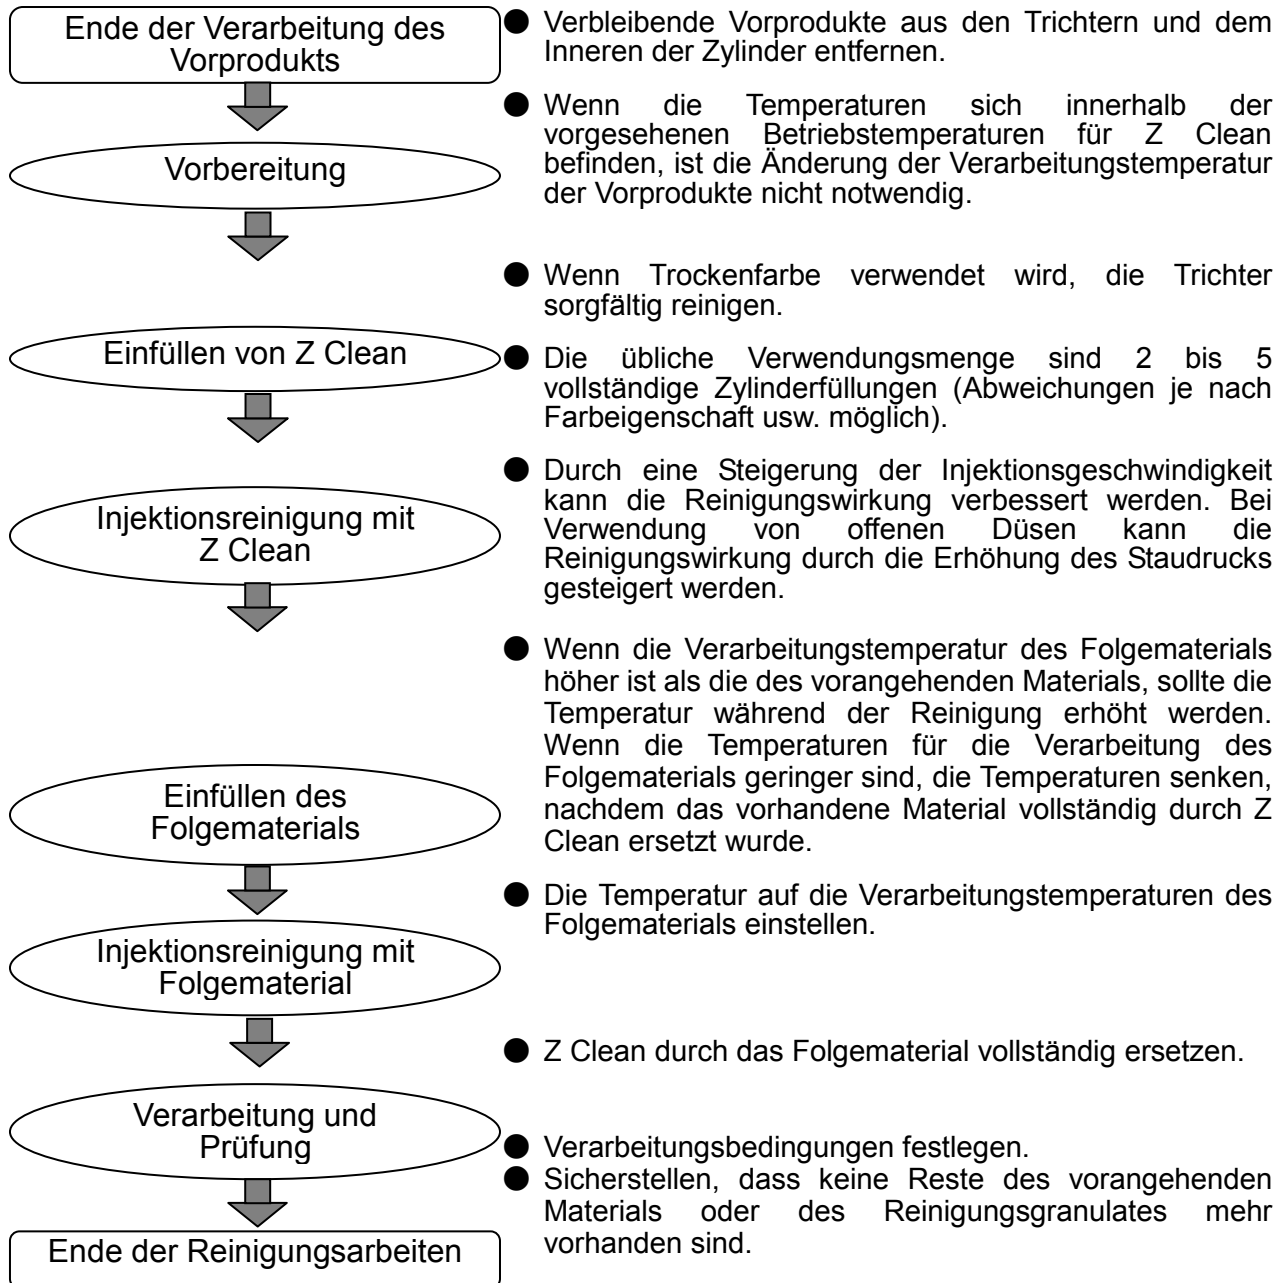 Ende der Verarbeitung des
Vorprodukts
● Verbleibende Vorprodukte aus den Trichtern und dem
Inneren der Zylinder entfernen.
Vorbereitung
● Wenn die Temperaturen sich innerhalb der
vorgesehenen Betriebstemperaturen für Z Clean
befinden, ist die Änderung der Verarbeitungstemperatur
der Vorprodukte nicht notwendig.
● Wenn Trockenfarbe verwendet wird, die Trichter
sorgfältig reinigen.
Einfüllen von Z Clean
● Die übliche Verwendungsmenge sind 2 bis 5
vollständige Zylinderfüllungen (Abweichungen je nach
Farbeigenschaft usw. möglich).
Injektionsreinigung mit
Z Clean
● Durch eine Steigerung der Injektionsgeschwindigkeit
kann die Reinigungswirkung verbessert werden. Bei
Verwendung von offenen Düsen kann die
Reinigungswirkung durch die Erhöhung des Staudrucks
gesteigert werden.
● Wenn die Verarbeitungstemperatur des Folgematerials
höher ist als die des vorangehenden Materials, sollte die
Temperatur während der Reinigung erhöht werden.
Wenn die Temperaturen für die Verarbeitung des
Folgematerials geringer sind, die Temperaturen senken,
nachdem das vorhandene Material vollständig durch Z
Clean ersetzt wurde.
Einfüllen des
Folgematerials
● Die Temperatur auf die Verarbeitungstemperaturen des
Folgematerials einstellen.
Injektionsreinigung mit
Folgematerial
● Z Clean durch das Folgematerial vollständig ersetzen.
Verarbeitung und
Prüfung
● Verarbeitungsbedingungen festlegen.
● Sicherstellen, dass keine Reste des vorangehenden
Materials oder des Reinigungsgranulates mehr
vorhanden sind.
Ende der Reinigungsarbeiten